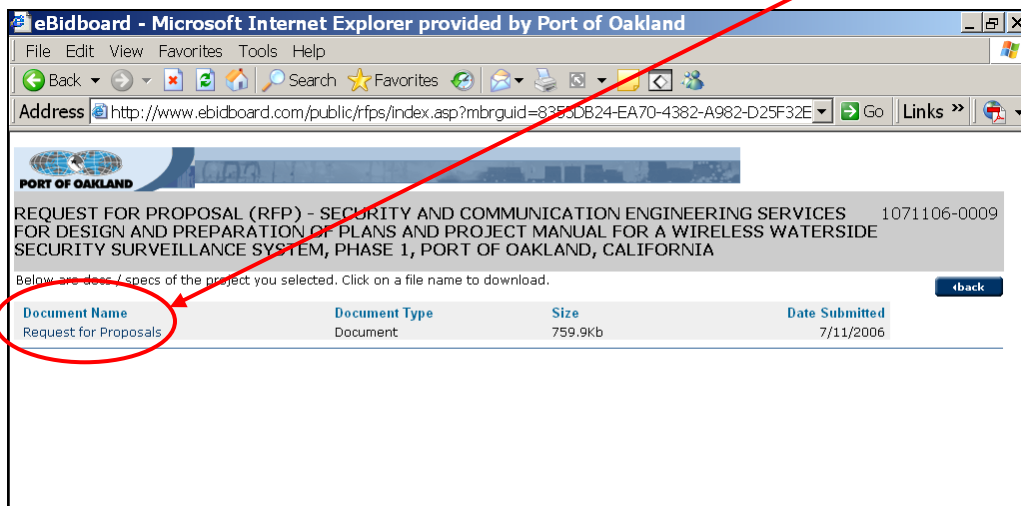 eBidboard - Microsoft Internet Explorer provided by Port of Oakland
File Edit View Favorites Tools Help
Back Search Favorites
Address http://www.ebidboard.com/public/rfps/index.asp?mbrguid=8355DB24-EA70-4382-A982-D25F32E Go Links »
PORT OF OAKLAND
REQUEST FOR PROPOSAL (RFP) - SECURITY AND COMMUNICATION ENGINEERING SERVICES 1071106-0009
FOR DESIGN AND PREPARATION OF PLANS AND PROJECT MANUAL FOR A WIRELESS WATERSIDE
SECURITY SURVEILLANCE SYSTEM, PHASE 1, PORT OF OAKLAND, CALIFORNIA
Below are docs / specs of the project you selected. Click on a file name to download.
back
Document Name Document Type Size Date Submitted
Request for Proposals Document 759.9Kb 7/11/2006